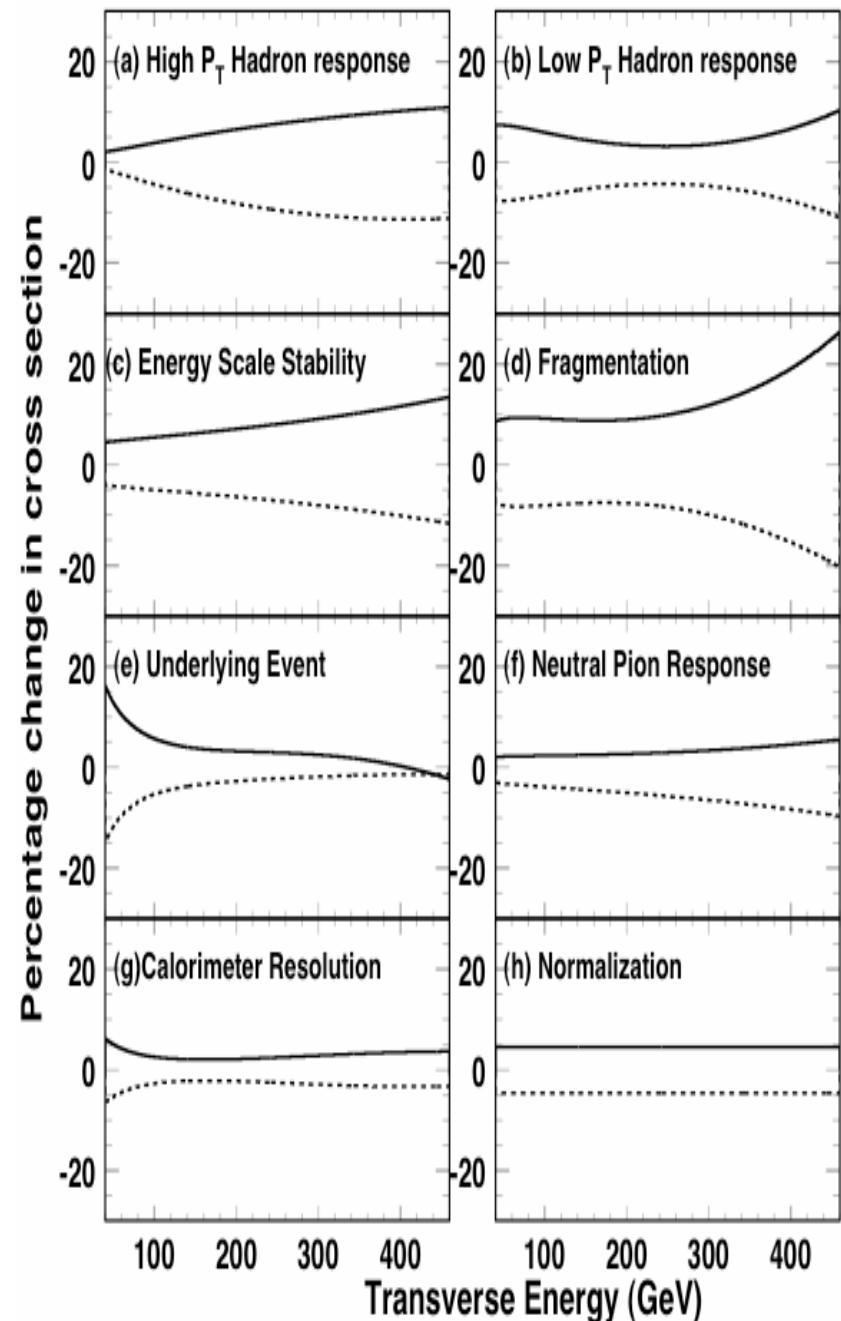 Percentage change in cross section
20 (a) High P_T Hadron response
0
-20
20 (b) Low P_T Hadron response
0
-20
20 (c) Energy Scale Stability
0
-20
20 (d) Fragmentation
0
-20
20 (e) Underlying Event
0
-20
20 (f) Neutral Pion Response
0
-20
20 (g)Calorimeter Resolution
0
-20
20 (h) Normalization
0
-20
100 200 300 400
100 200 300 400
Transverse Energy (GeV)